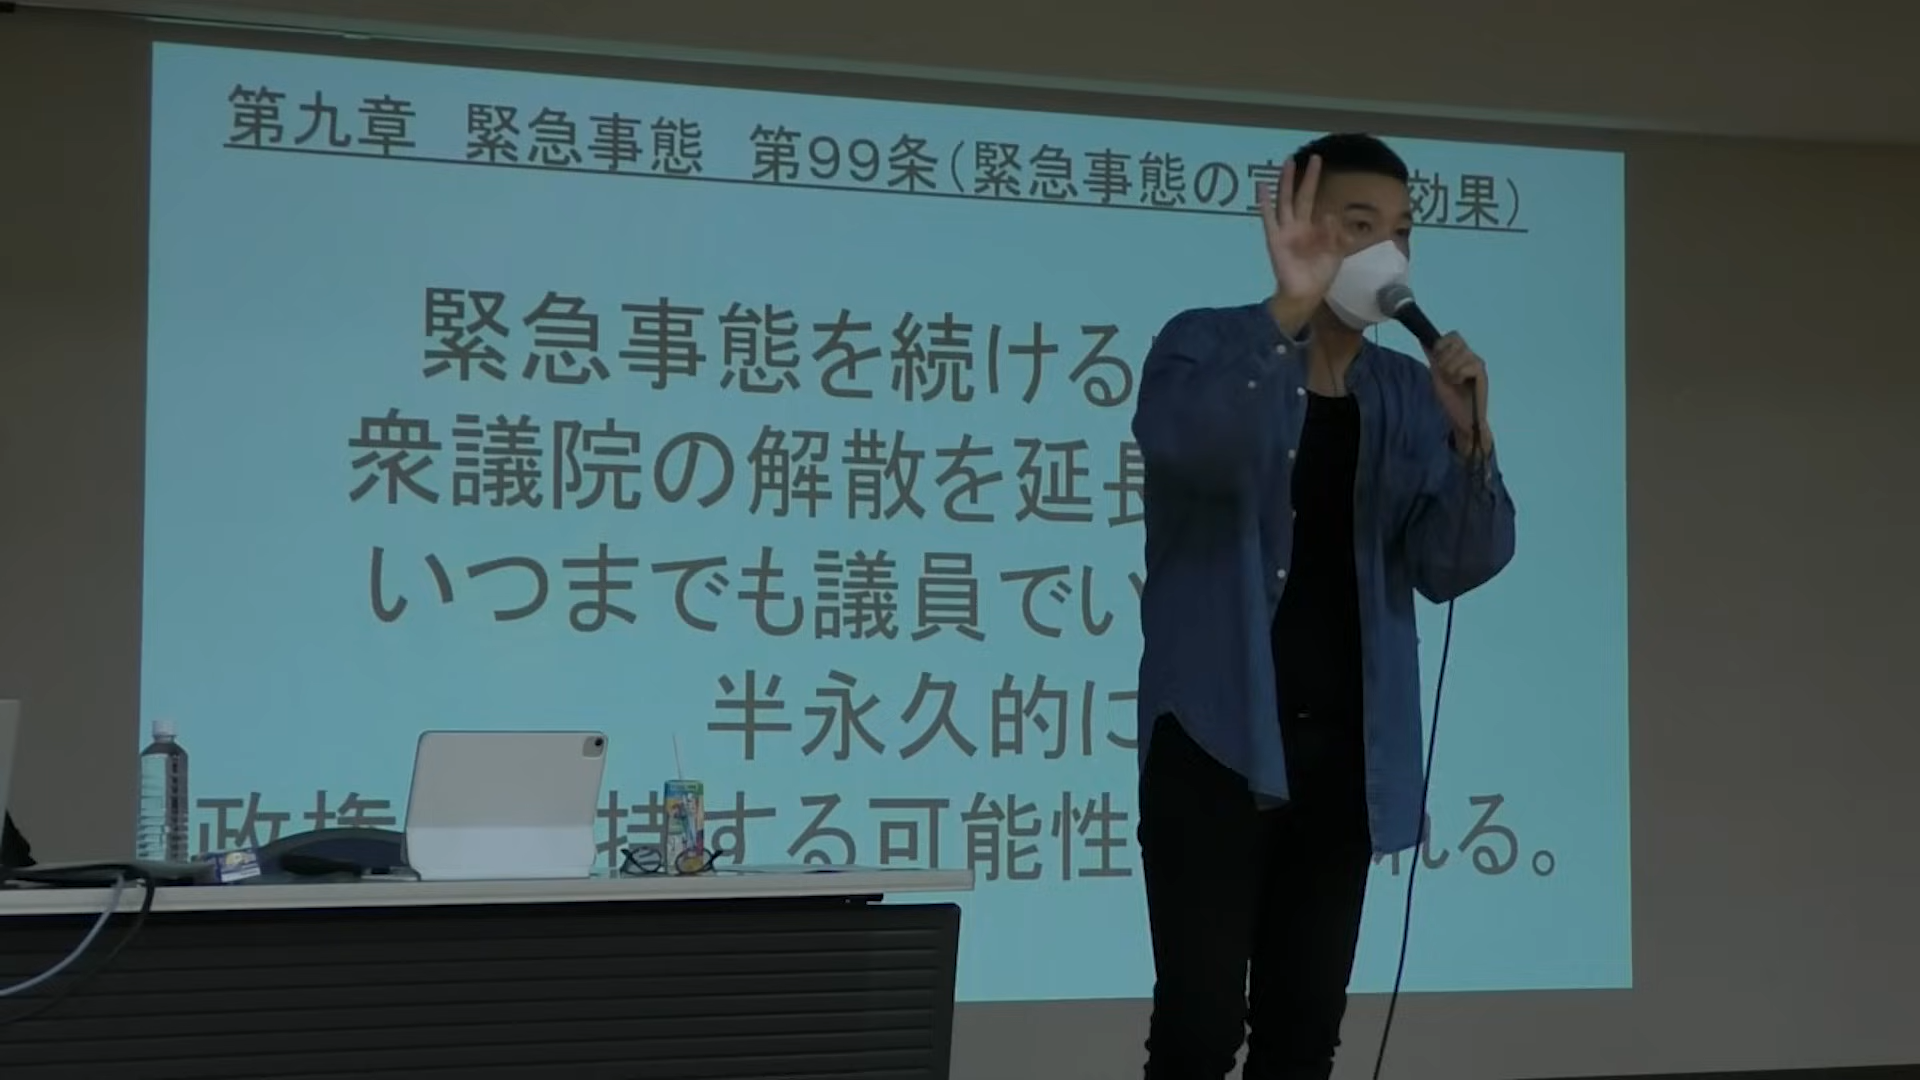 第九章 緊急事態 第99条(緊急事態の宣 効果)
緊急事態を続ける
衆議院の解散を延長
いつまでも議員でい
半永久的に
政権 持する可能性 れる。